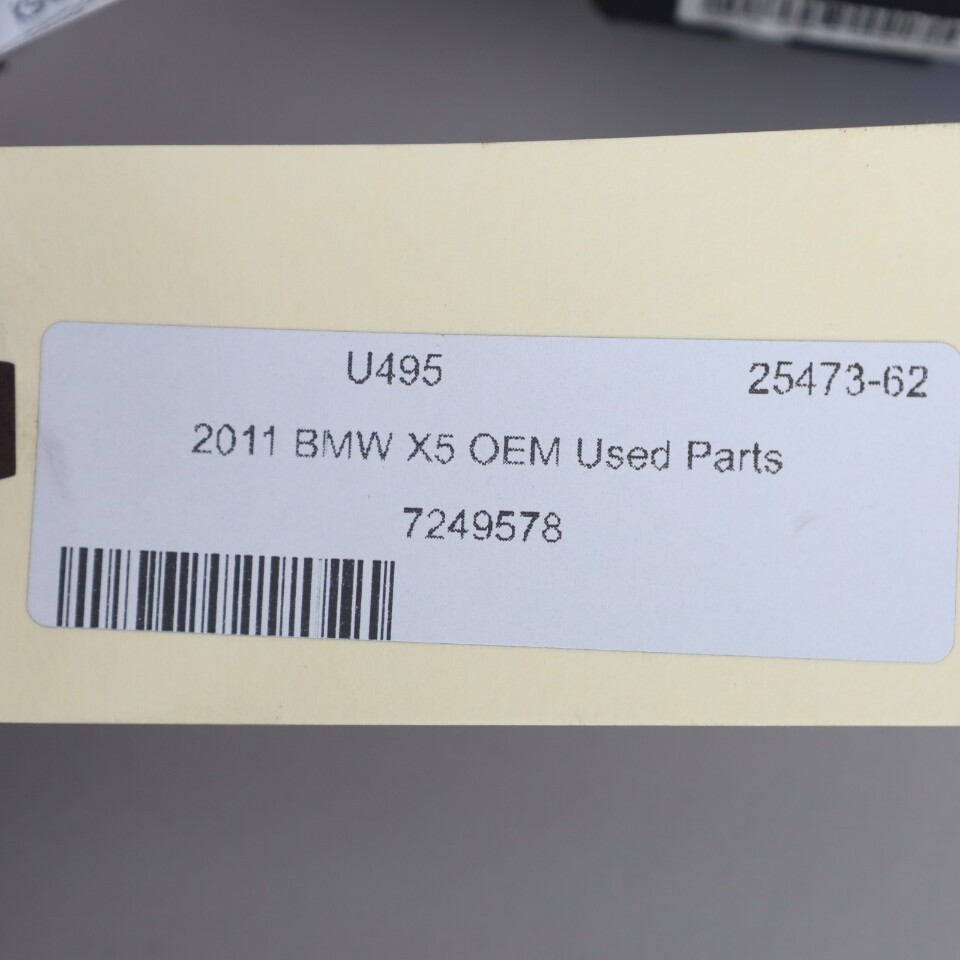 U495 25473-62
2011 BMW X5 OEM Used Parts
7249578